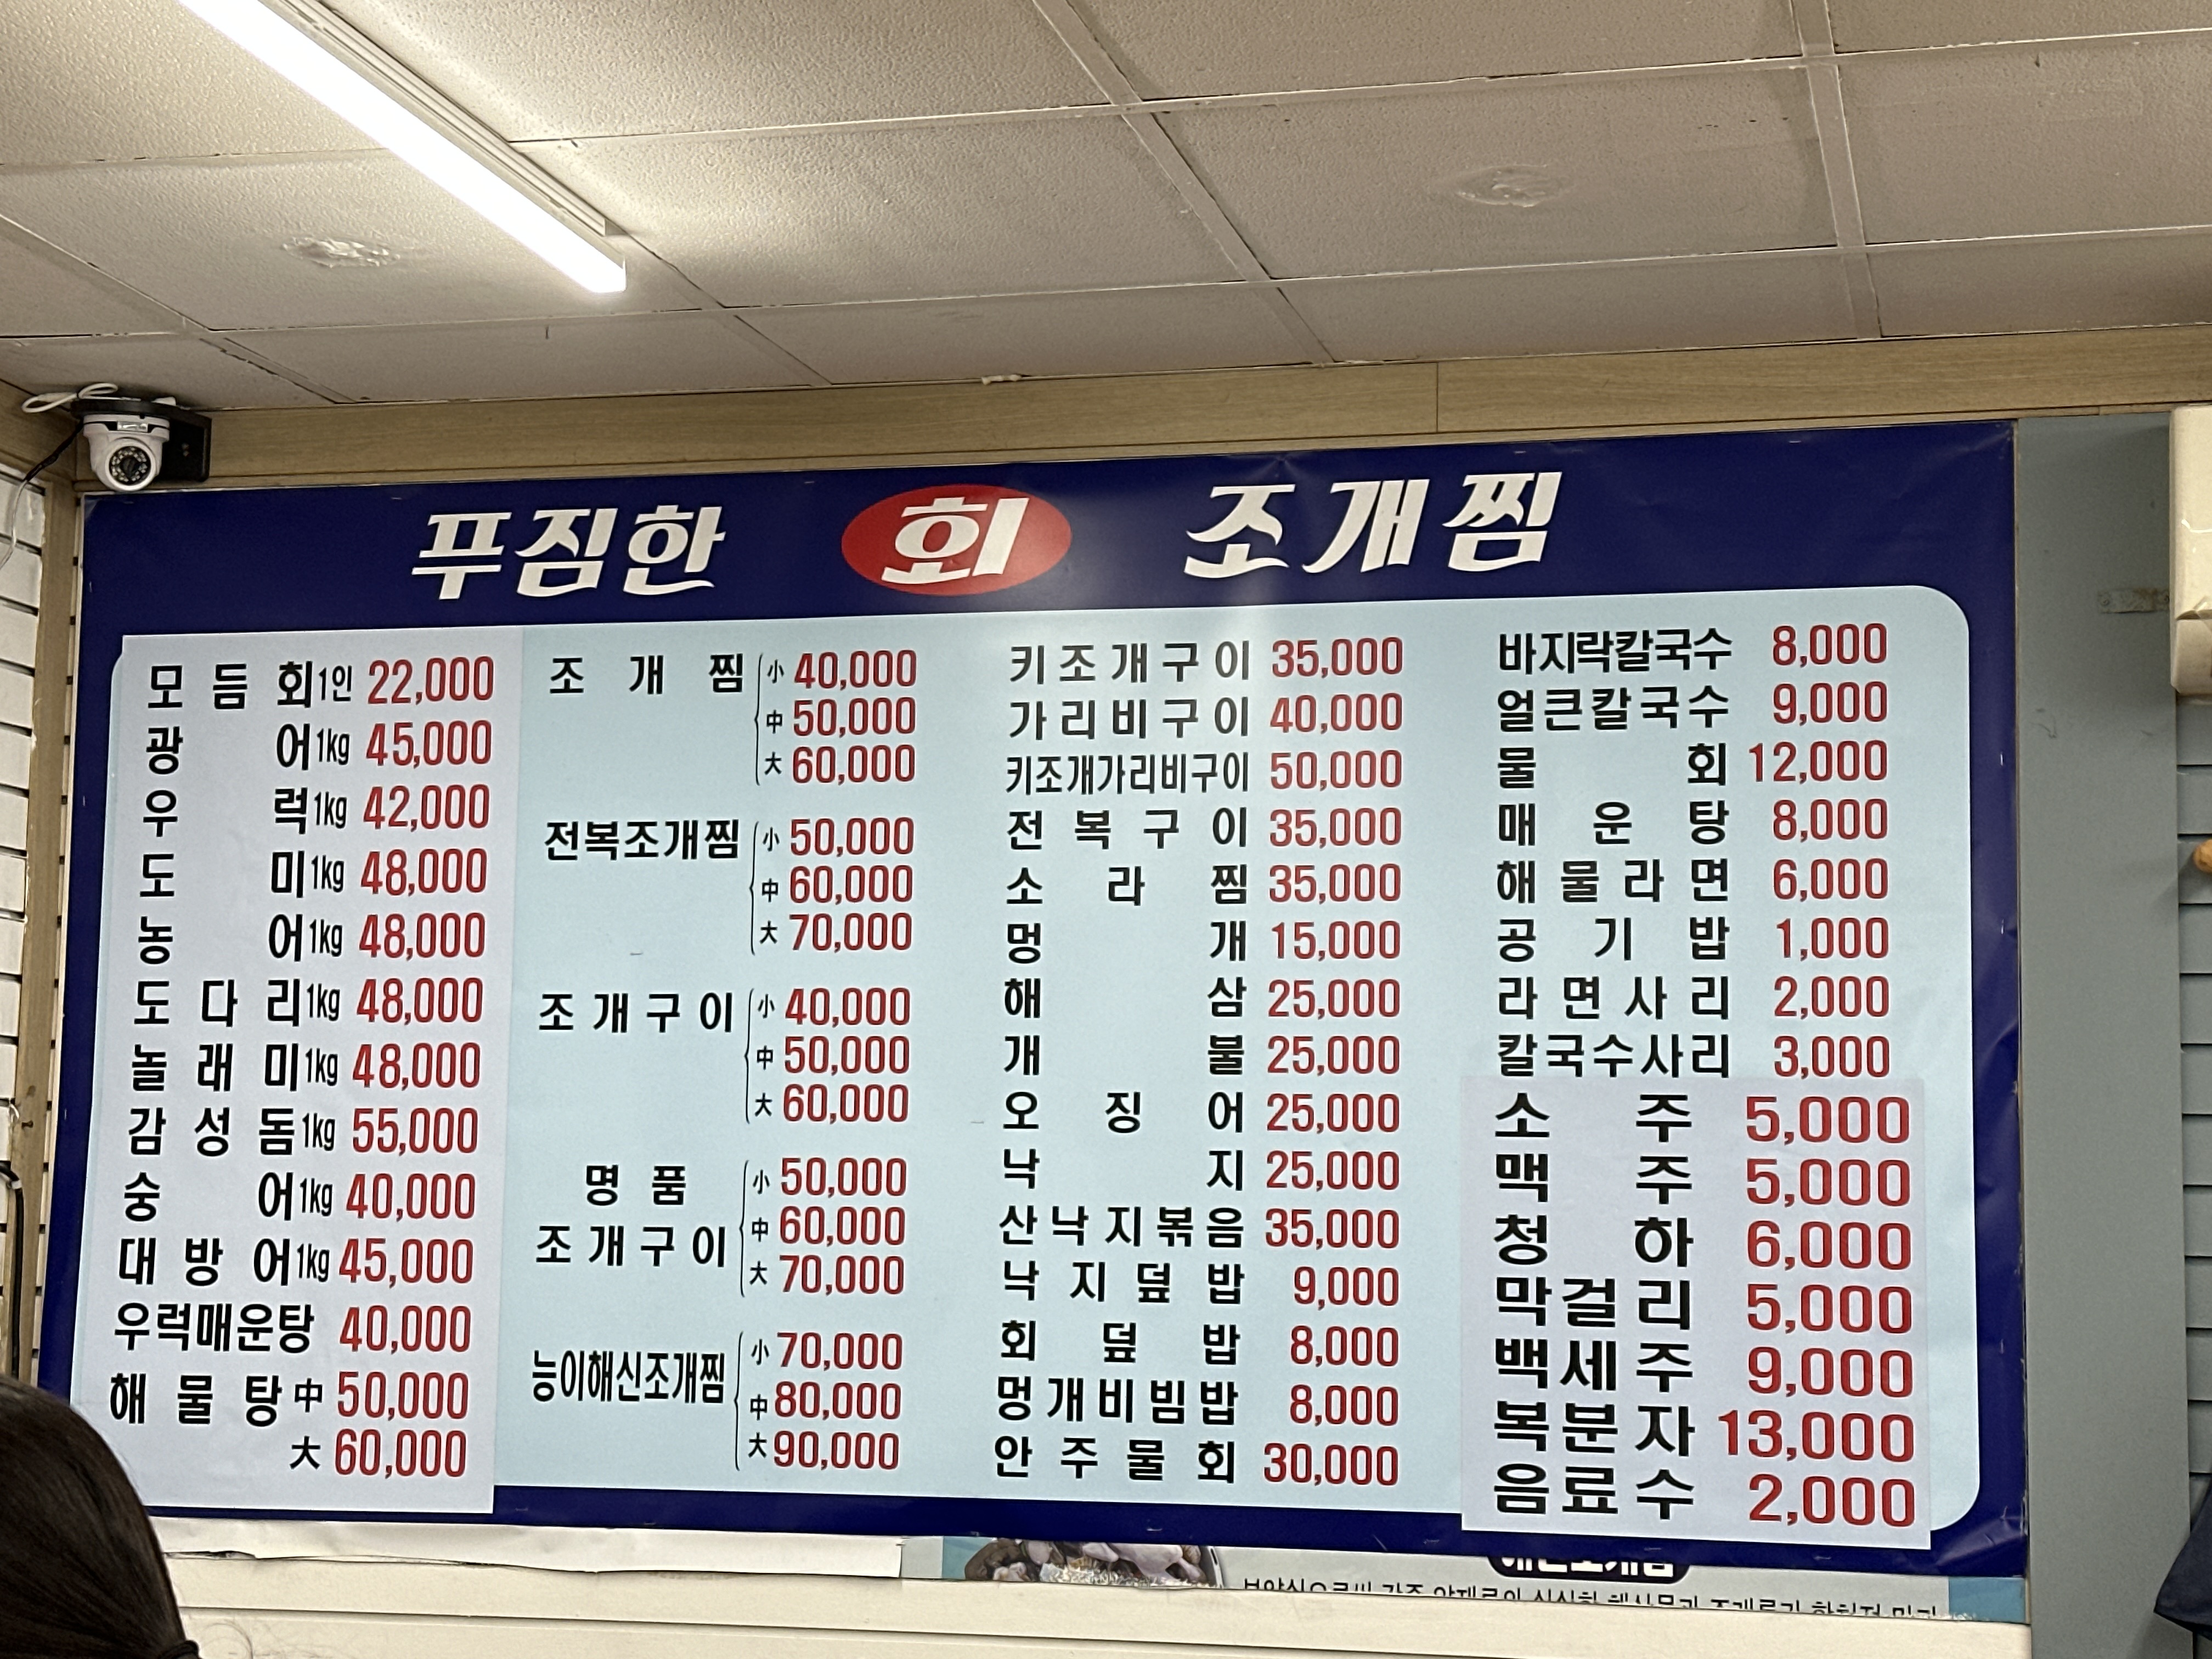 푸짐한 회 조개찜
모듬회 1인 22,000
광어 1kg 45,000
우럭 1kg 42,000
도미 1kg 48,000
농어 1kg 48,000
도다리 1kg 48,000
놀래미 1kg 48,000
감성돔 1kg 55,000
숭어 1kg 40,000
대방어 1kg 45,000
우럭매운탕 40,000
해물탕 中 50,000
大 60,000
조개찜 小 40,000
中 50,000
大 60,000
전복조개찜 小 50,000
中 60,000
大 70,000
조개구이 小 40,000
中 50,000
大 60,000
명품
조개구이
小 50,000
中 60,000
大 70,000
능이해신조개찜 小 70,000
中 80,000
大 90,000
키조개구이 35,000
가리비구이 40,000
키조개가리비구이 50,000
전복구이 35,000
소라찜 35,000
멍개 15,000
해삼 25,000
개불 25,000
오징어 25,000
낙지 25,000
산낙지볶음 35,000
낙지덮밥 9,000
회덮밥 8,000
멍개비빔밥 8,000
안주물회 30,000
바지락칼국수 8,000
얼큰칼국수 9,000
물회 12,000
매운탕 8,000
해물라면 6,000
공기밥 1,000
라면사리 2,000
칼국수사리 3,000
소주 5,000
맥주 5,000
청하 6,000
막걸리 5,000
백세주 9,000
복분자 13,000
음료수 2,000